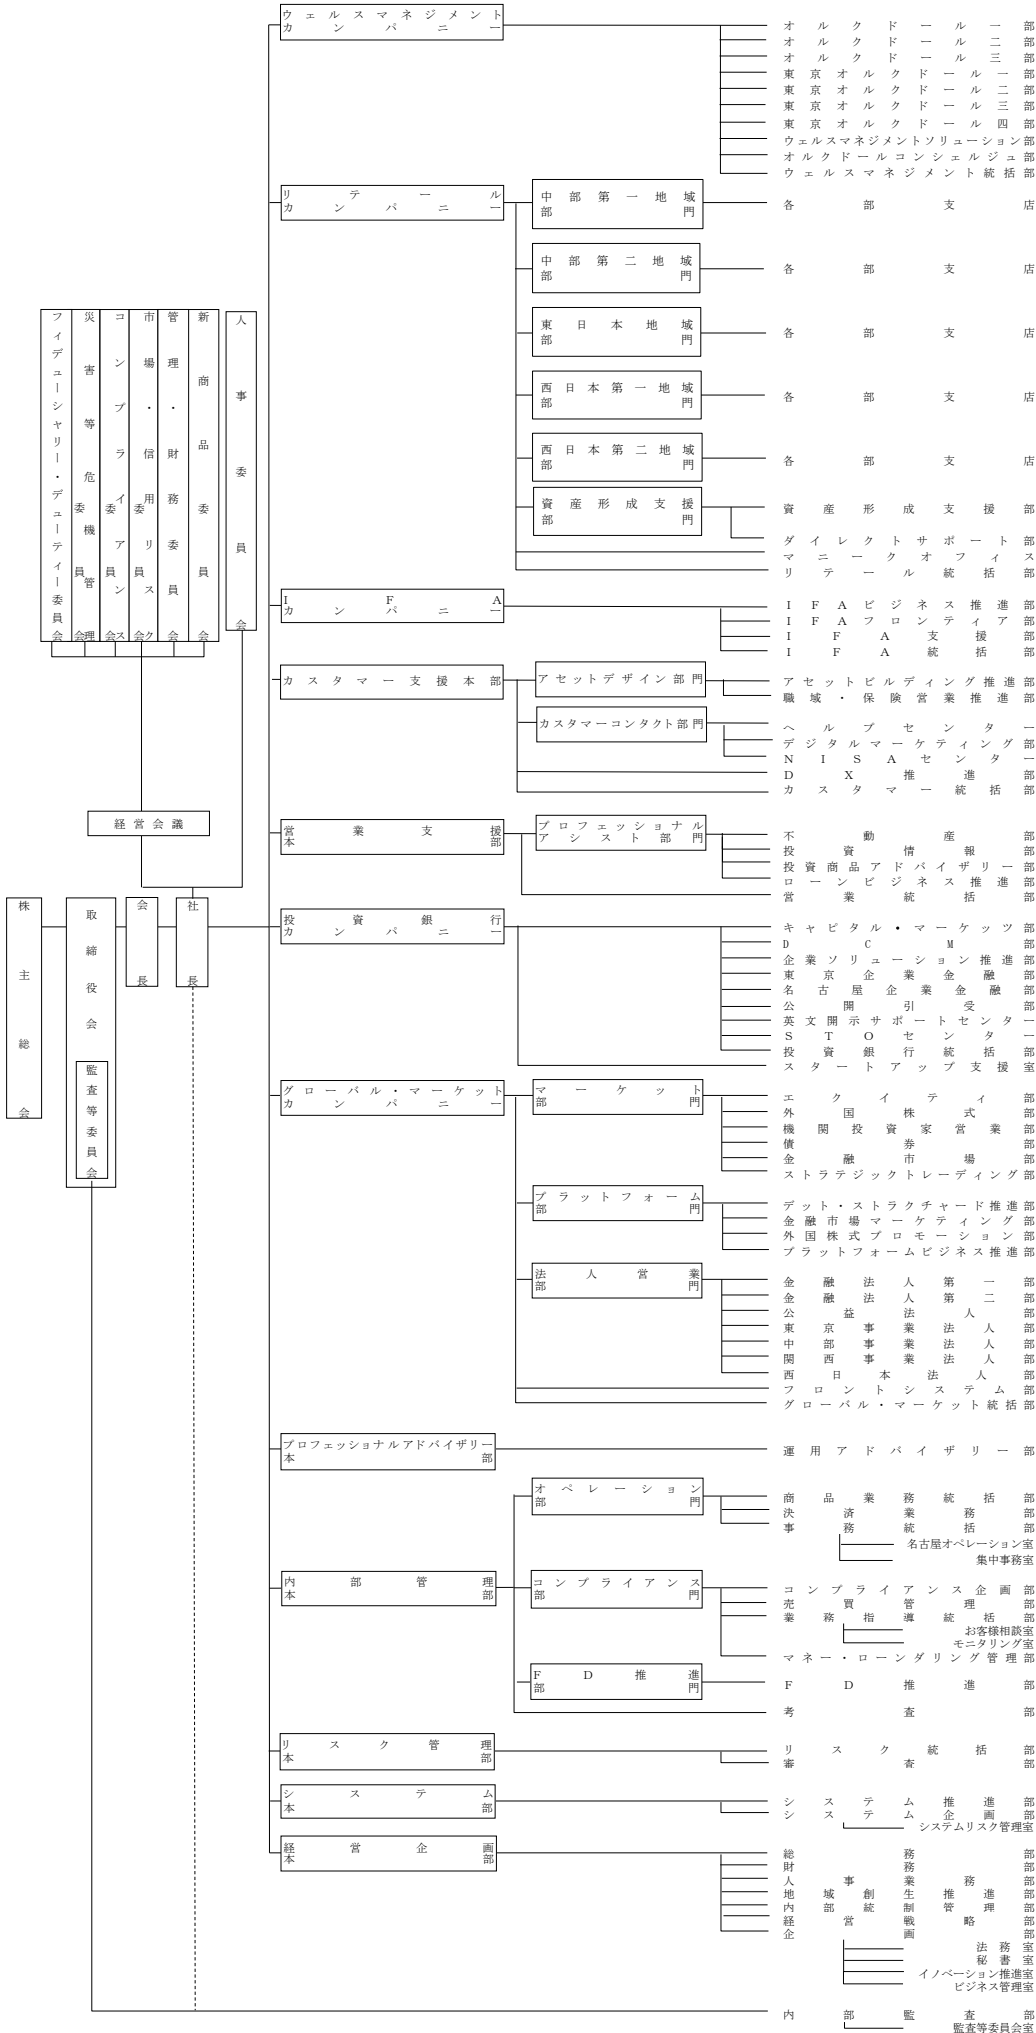 ウェルスマネジメント
カンパニー
オルクドール一部
オルクドール二部
オルクドール三部
東京オルクドール一部
東京オルクドール二部
東京オルクドール三部
東京オルクドール四部
ウェルスマネジメントソリューション部
オルクドールコンシェルジュ部
ウェルスマネジメント統括部
リテール
カンパニー
中部第一地域
部門
各部支店
中部第二地域
部門
各部支店
東日本地域
部門
各部支店
西日本第一地域
部門
各部支店
西日本第二地域
部門
各部支店
資産形成支援
部門
資産形成支援部
ダイレクトサポート部
マニークオフィス
リテール統括部
フィデューシャリー・デューティー委員会
災害等危機管理
委員会
コンプライアンス
委員会
市場・信用リスク
委員会
管理・財務委員会
新商品委員会
人事委員会
IFA
カンパニー
IFAビジネス推進部
IFAフロンティア部
IFA支援部
IFA統括部
カスタマー支援本部
アセットデザイン部門
アセットビルディング推進部
職域・保険営業推進部
カスタマーコンタクト部門
ヘルプセンター
デジタルマーケティング部
NISAセンター
DX推進部
カスタマー統括部
経営会議
営業支援
本部
プロフェッショナル
アシスト部門
不動産部
投資情報部
投資商品アドバイザリー部
ローンビジネス推進部
営業統括部
株主総会
取締役会
監査等委員会
会長
社長
投資銀行
カンパニー
キャピタル・マーケッツ部
DCM部
企業ソリューション推進部
東京企業金融部
名古屋企業金融部
公開引受部
英文開示サポートセンター
STOセンター
投資銀行統括部
スタートアップ支援室
グローバル・マーケット
カンパニー
マーケット
部門
エクイティ部
外国株式部
機関投資家営業部
債券部
金融市場部
ストラテジックトレーディング部
プラットフォーム
部門
デット・ストラクチャード推進部
金融市場マーケティング部
外国株式プロモーション部
プラットフォームビジネス推進部
法人営業
部門
金融法人第一部
金融法人第二部
公益法人部
東京事業法人部
中部事業法人部
関西事業法人部
西日本法人部
フロントシステム部
グローバル・マーケット統括部
プロフェッショナルアドバイザリー
本部
運用アドバイザリー部
内部管理
本部
オペレーション
部門
商品業務統括部
決済業務部
事務統括部
名古屋オペレーション室
集中事務室
コンプライアンス
部門
コンプライアンス企画部
売買管理部
業務指導統括部
お客様相談室
モニタリング室
マネー・ローンダリング管理部
FD推進
部門
FD推進部
考査部
リスク管理
本部
リスク統括部
審査部
システム
本部
システム推進部
システム企画部
システムリスク管理室
経営企画
本部
総務部
財務部
人事業務部
地域創生推進部
内部統制管理部
経営戦略部
企画部
法務室
秘書室
イノベーション推進室
ビジネス管理室
内部監査部
監査等委員会室